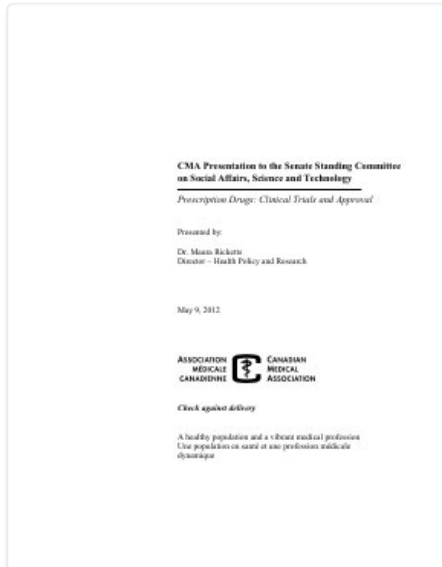 CMA Presentation to the Senate Standing Committee
on Social Affairs, Science and Technology
Prescription Drugs: Clinical Trials and Approval
Presented by:
Dr. Maura Ricketts
Director – Health Policy and Research
May 9, 2012
ASSOCIATION
MÉDICALE
CANADIENNE
CANADIAN
MEDICAL
ASSOCIATION
Check against delivery
A healthy population and a vibrant medical profession
Une population en santé et une profession médicale
dynamique